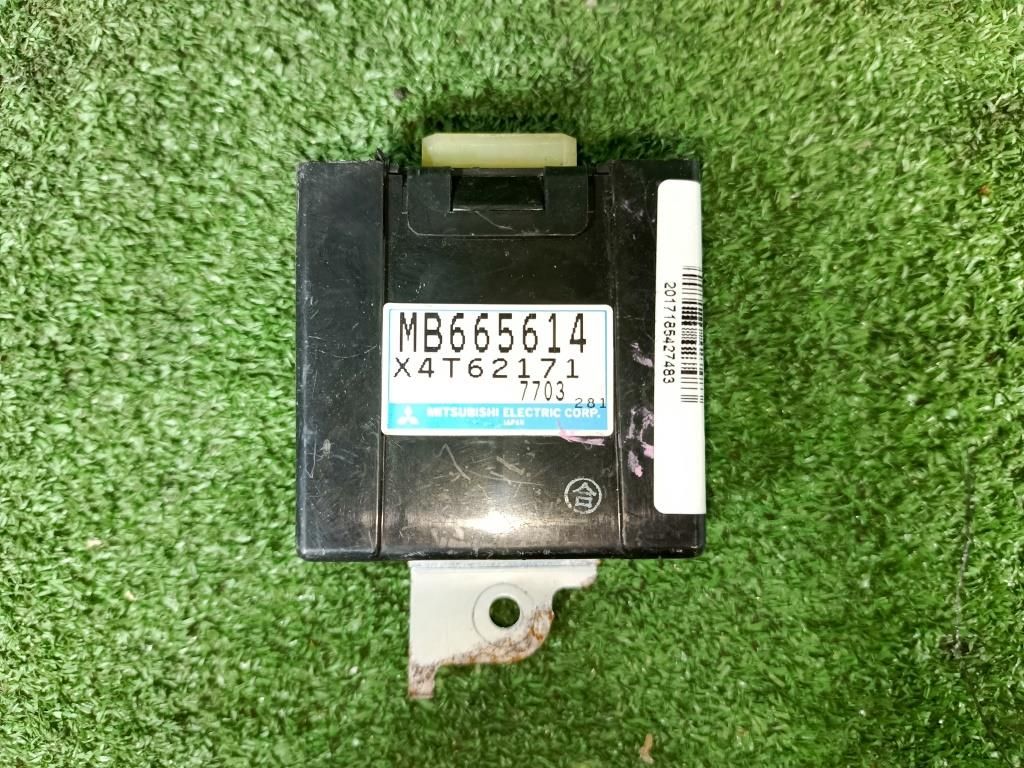 MB665614
X4T62171
7703
281
MITSUBISHI ELECTRIC CORP.
JAPAN
合
2017185427483